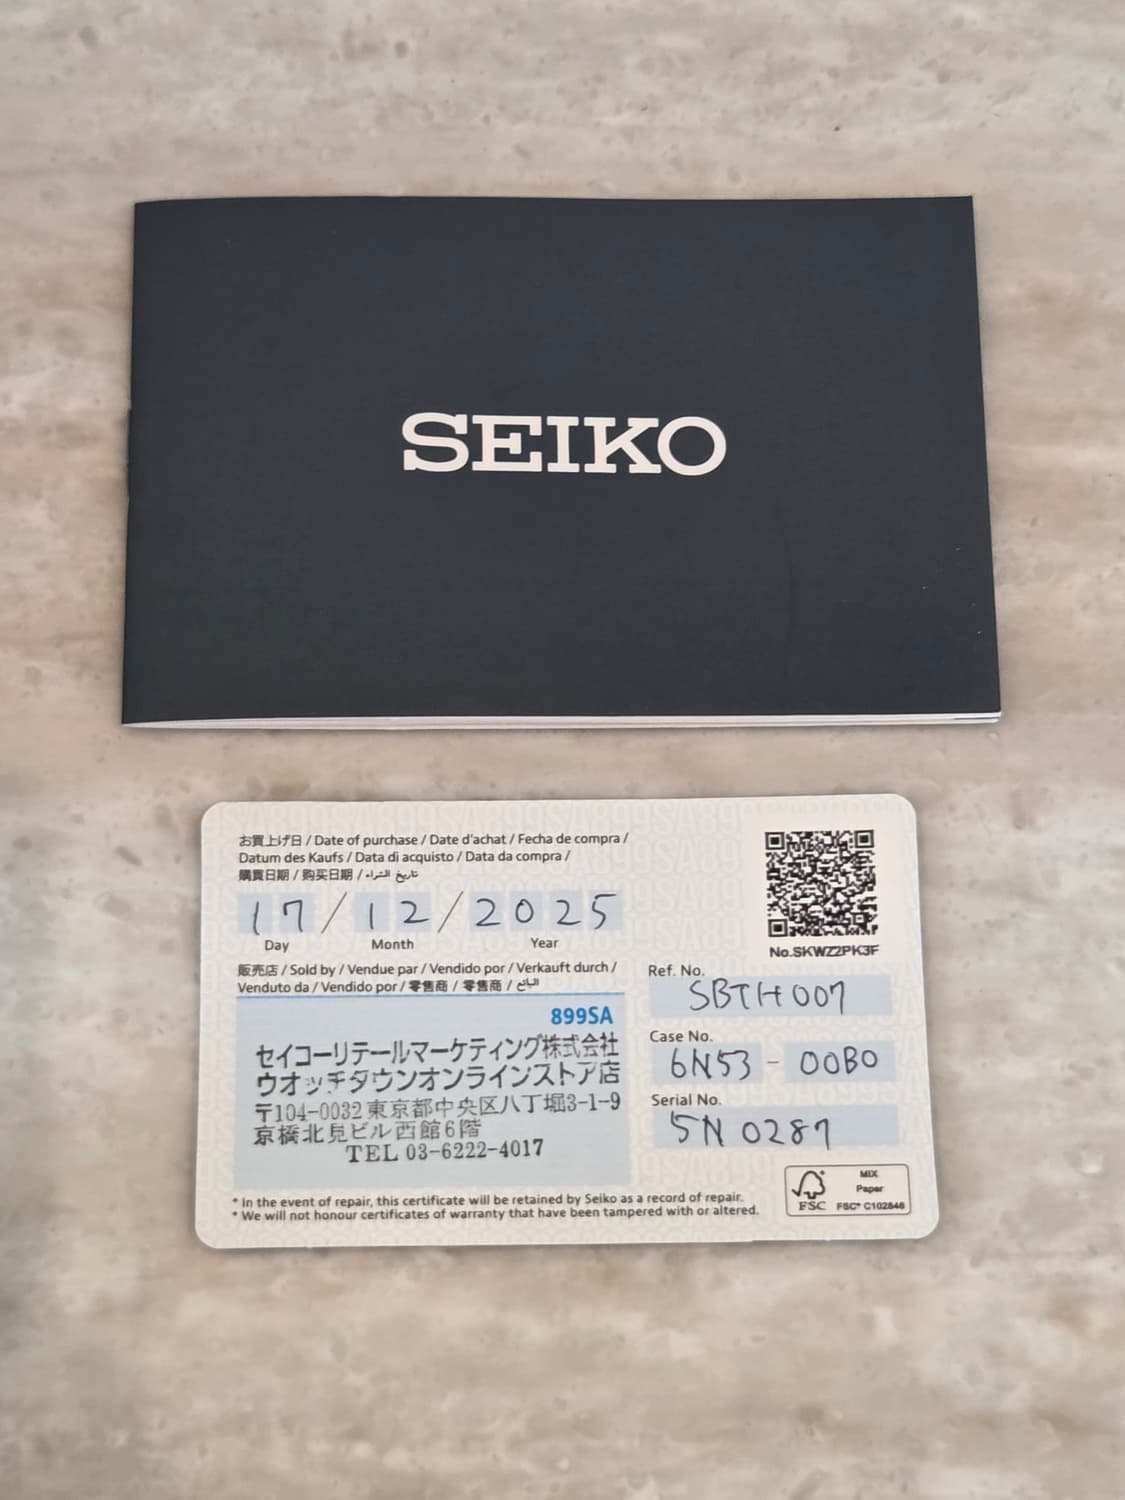 SEIKO
お買上げ日 / Date of purchase / Date d'achat / Fecha de compra /
Datum des Kaufs / Data di acquisto / Data da compra /
購買日期 / 购买日期 / تاريخ الشراء
17 / 12 / 2025
Day Month Year
販売店 / Sold by / Vendue par / Vendido por / Verkauft durch /
Venduto da / Vendido por / 零售商 / 零售商 / البائع
899SA
セイコーリテールマーケティング株式会社
ウオッチタウンオンラインストア店
〒104-0032 東京都中央区八丁堀3-1-9
京橋北見ビル西館6階
TEL 03-6222-4017
No.SKWZ2PK3F
Ref. No.
SBTH007
Case No.
6N53 - 00B0
Serial No.
5N 0287
* In the event of repair, this certificate will be retained by Seiko as a record of repair.
* We will not honour certificates of warranty that have been tampered with or altered.
FSC
MIX
Paper
FSC® C102846